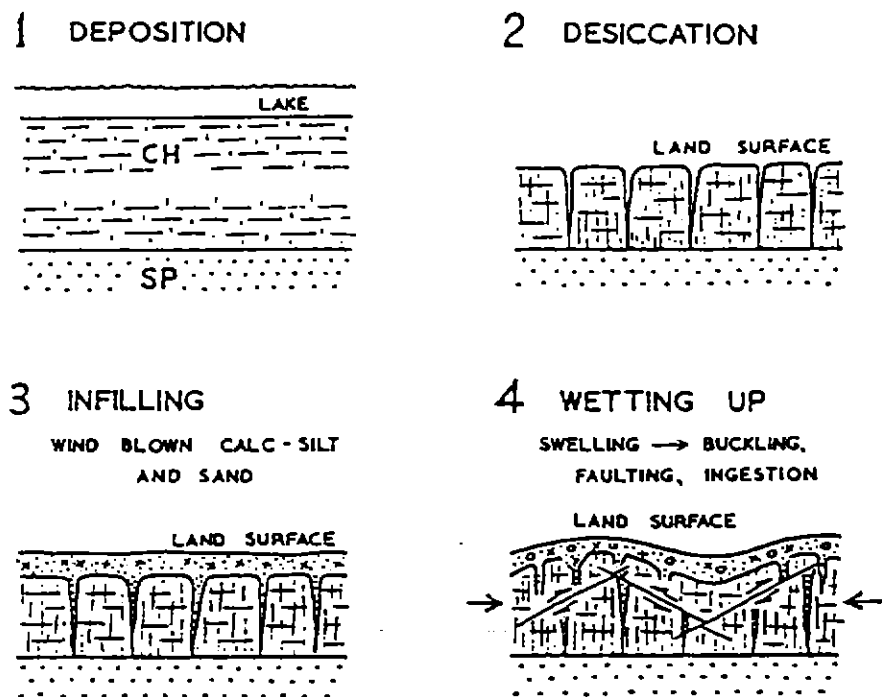 1 DEPOSITION
LAKE
CH
SP
2 DESICCATION
LAND SURFACE
3 INFILLING
WIND BLOWN CALC-SILT
AND SAND
LAND SURFACE
4 WETTING UP
SWELLING → BUCKLING,
FAULTING, INGESTION
LAND SURFACE